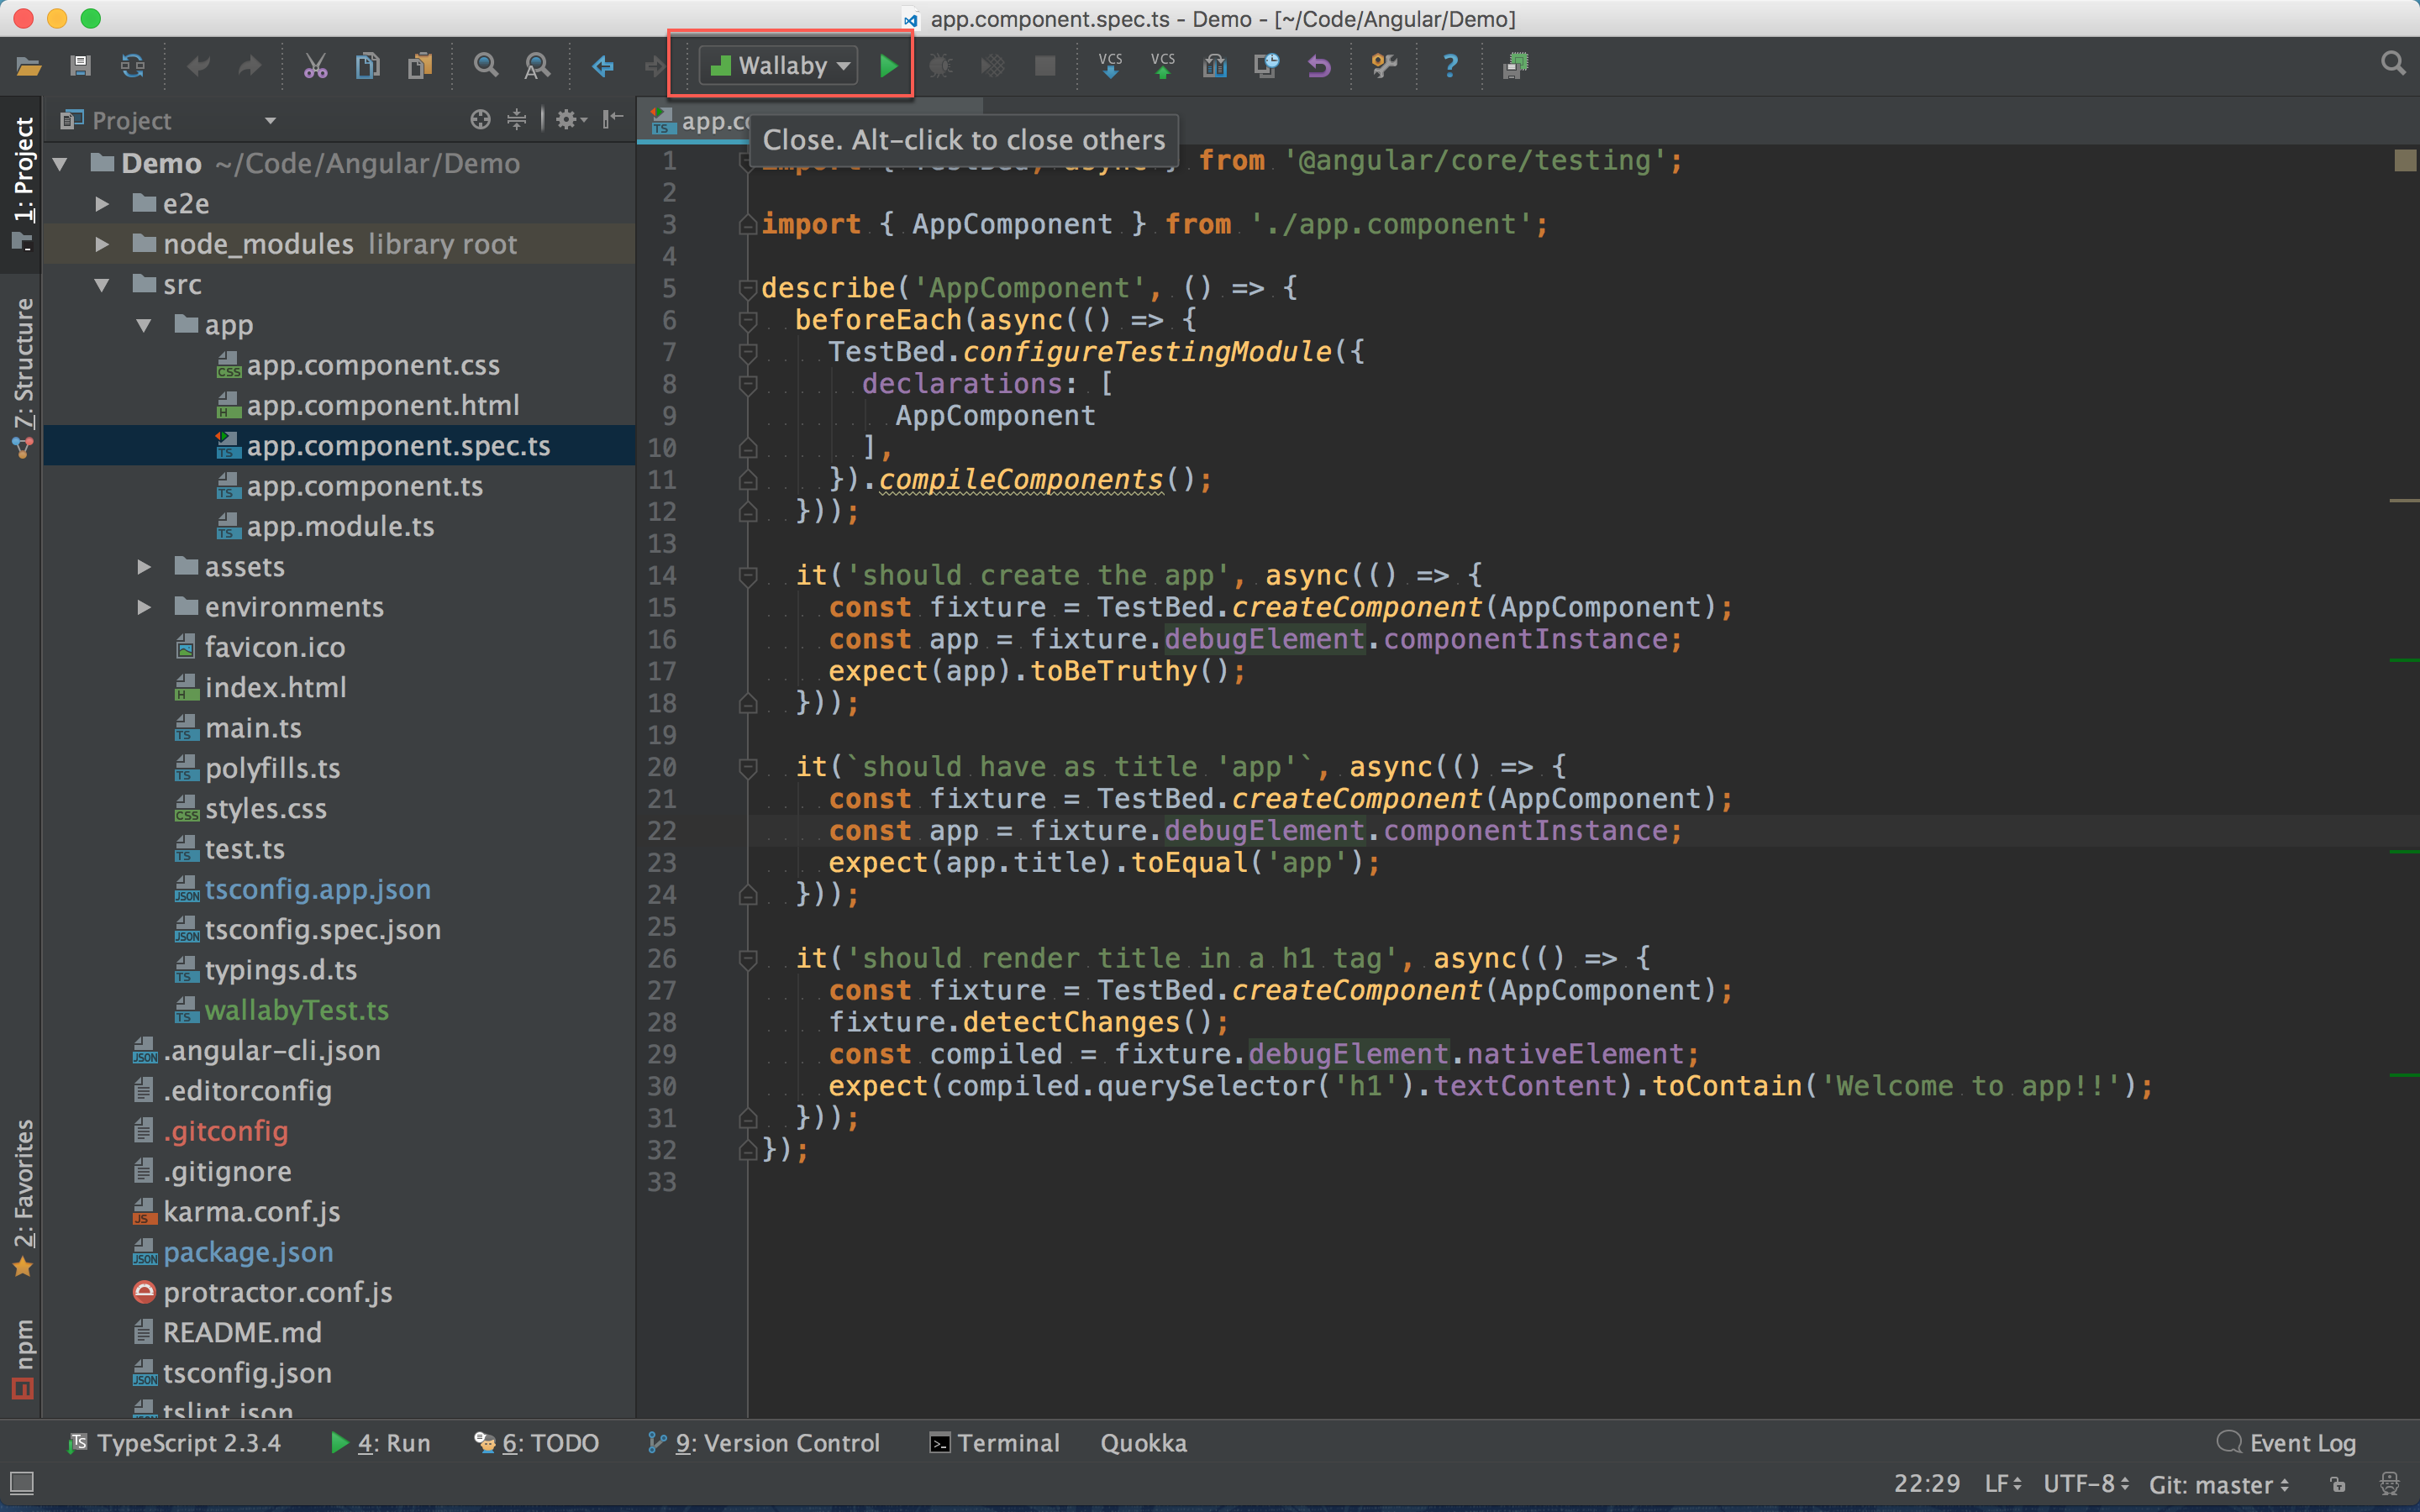 app.component.spec.ts - Demo - [~/Code/Angular/Demo]
Wallaby
VCS
VCS
?
Project
app.co
Close. Alt-click to close others
1: Project
7: Structure
2: Favorites
npm
Demo ~/Code/Angular/Demo
e2e
node_modules library root
src
app
app.component.css
app.component.html
app.component.spec.ts
app.component.ts
app.module.ts
assets
environments
favicon.ico
index.html
main.ts
polyfills.ts
styles.css
test.ts
tsconfig.app.json
tsconfig.spec.json
typings.d.ts
wallabyTest.ts
.angular-cli.json
.editorconfig
.gitconfig
.gitignore
karma.conf.js
package.json
protractor.conf.js
README.md
tsconfig.json
tslint.json
1 import { TestBed, async } from '@angular/core/testing';
2
3 import { AppComponent } from './app.component';
4
5 describe('AppComponent', () => {
6 beforeEach(async(() => {
7 TestBed.configureTestingModule({
8 declarations: [
9 AppComponent
10 ],
11 }).compileComponents();
12 }));
13
14 it('should create the app', async(() => {
15 const fixture = TestBed.createComponent(AppComponent);
16 const app = fixture.debugElement.componentInstance;
17 expect(app).toBeTruthy();
18 }));
19
20 it(`should have as title 'app'`, async(() => {
21 const fixture = TestBed.createComponent(AppComponent);
22 const app = fixture.debugElement.componentInstance;
23 expect(app.title).toEqual('app');
24 }));
25
26 it('should render title in a h1 tag', async(() => {
27 const fixture = TestBed.createComponent(AppComponent);
28 fixture.detectChanges();
29 const compiled = fixture.debugElement.nativeElement;
30 expect(compiled.querySelector('h1').textContent).toContain('Welcome to app!!');
31 }));
32 });
33
TypeScript 2.3.4 4: Run 6: TODO 9: Version Control Terminal Quokka Event Log
22:29 LF UTF-8 Git: master